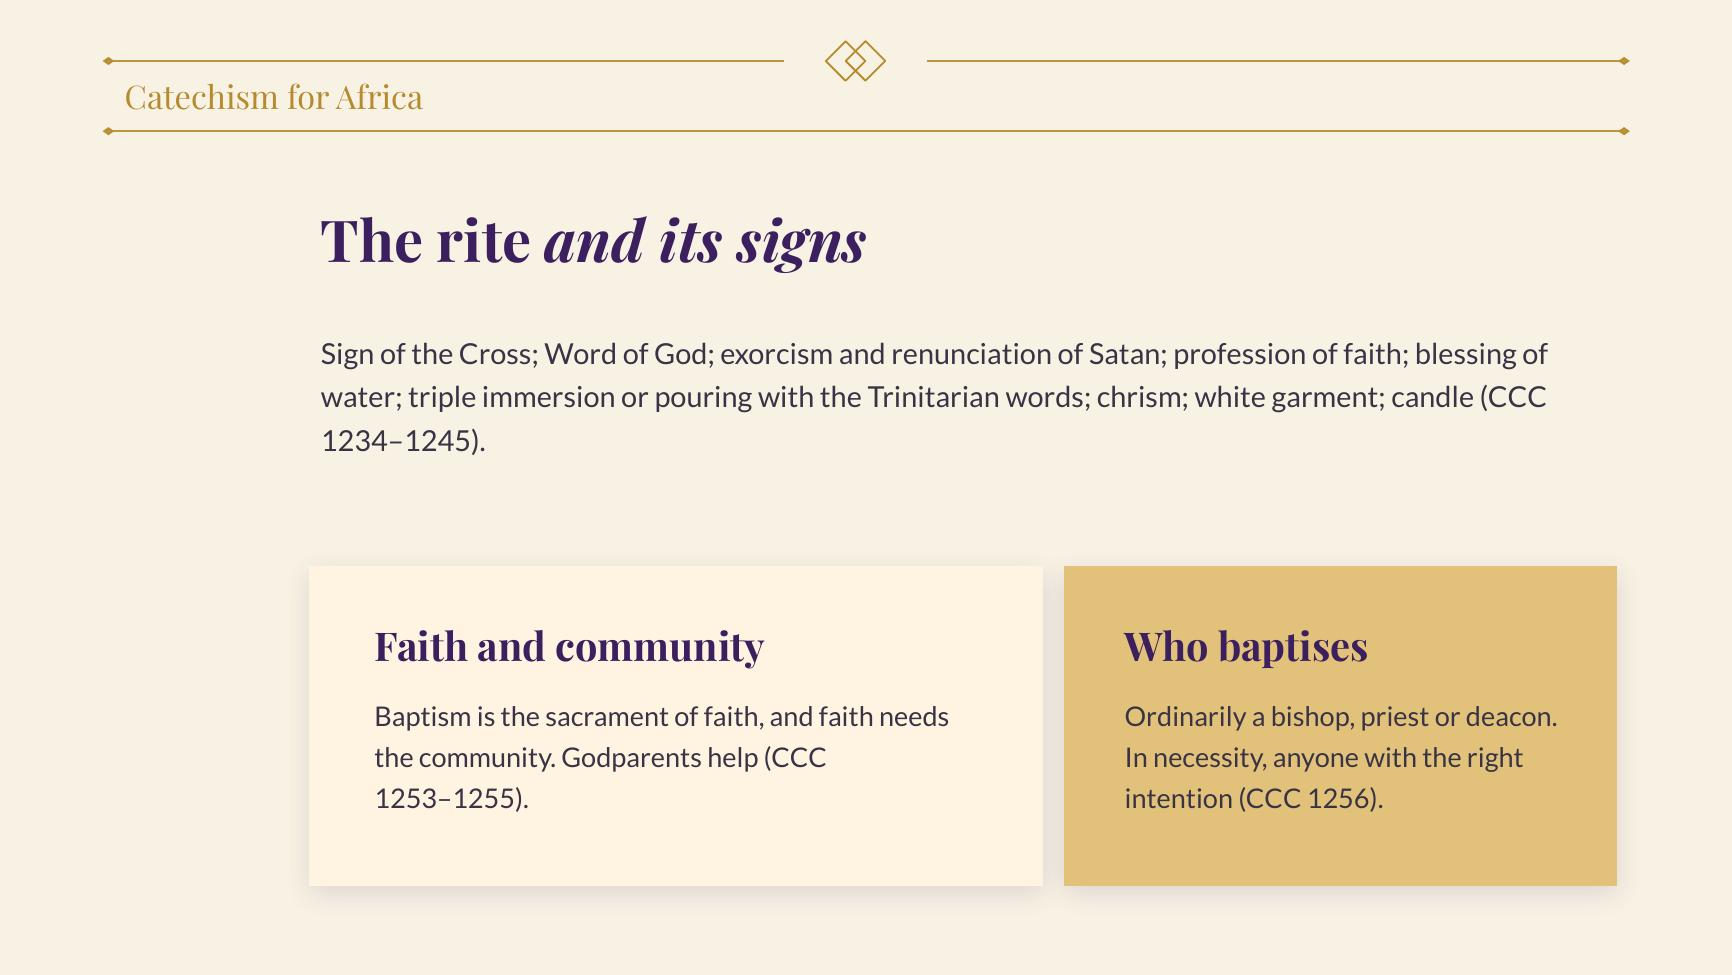 Catechism for Africa
The rite and its signs
Sign of the Cross; Word of God; exorcism and renunciation of Satan; profession of faith; blessing of
water; triple immersion or pouring with the Trinitarian words; chrism; white garment; candle (CCC
1234–1245).
Faith and community
Baptism is the sacrament of faith, and faith needs
the community. Godparents help (CCC
1253–1255).
Who baptises
Ordinarily a bishop, priest or deacon.
In necessity, anyone with the right
intention (CCC 1256).